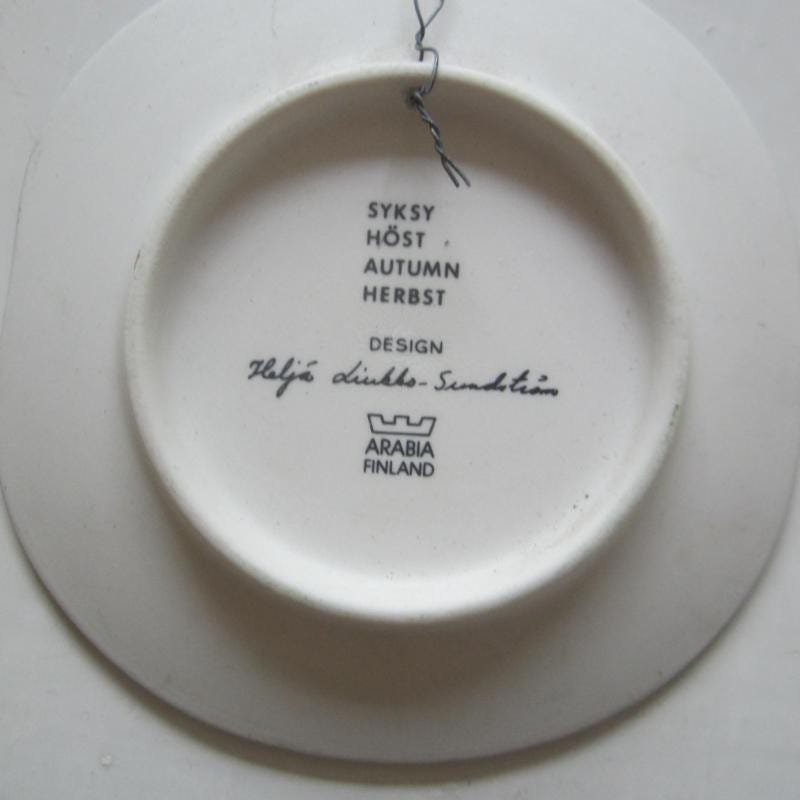 SYKSY
HÖST
AUTUMN
HERBST
DESIGN
Heljä Liukko-Sundström
ARABIA
FINLAND